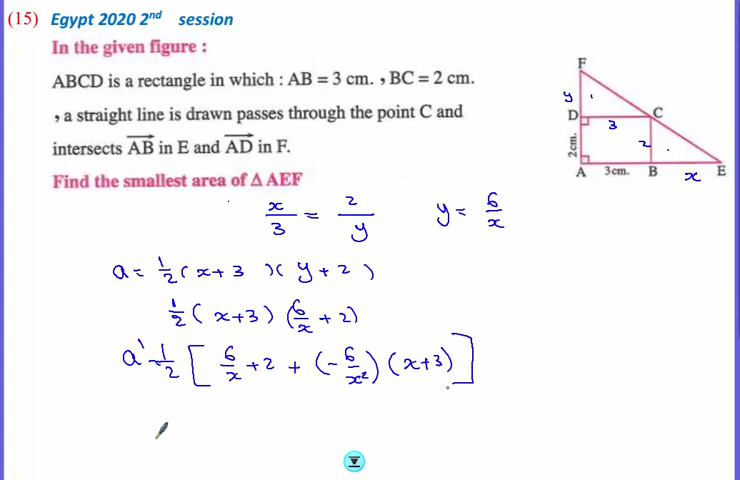 (15) Egypt 2020 2nd session
In the given figure :
ABCD is a rectangle in which : AB = 3 cm. , BC = 2 cm.
, a straight line is drawn passes through the point C and
intersects AB in E and AD in F.
Find the smallest area of Δ AEF
F
y
D
C
3
2cm.
2
A
3cm.
B
x
E
x/3 = 2/y
y = 6/x
a = 1/2 (x+3)(y+2)
1/2 (x+3)(6/x + 2)
a' = 1/2 [ 6/x + 2 + (-6/x²)(x+3) ]